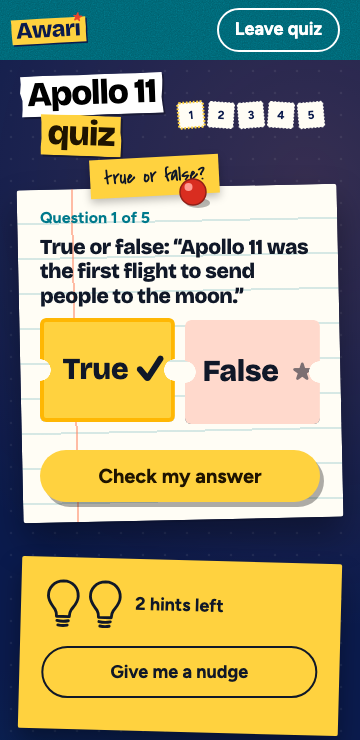 Awari
Leave quiz
Apollo 11
quiz
1 2 3 4 5
true or false?
Question 1 of 5
True or false: “Apollo 11 was
the first flight to send
people to the moon.”
True
False
Check my answer
2 hints left
Give me a nudge